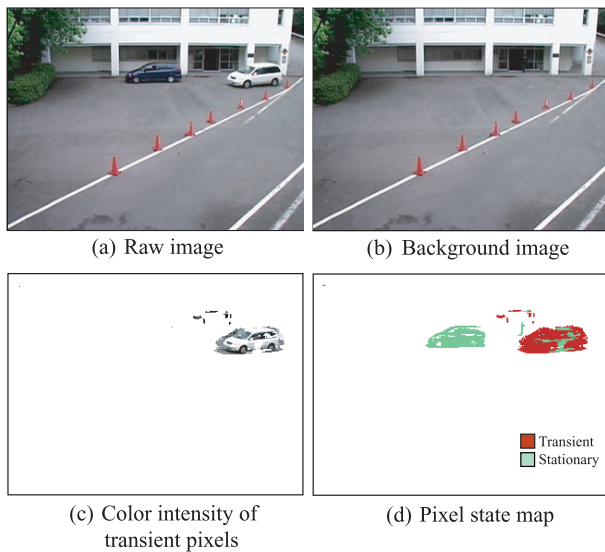 (a) Raw image
(b) Background image
Transient
Stationary
(c) Color intensity of
transient pixels
(d) Pixel state map